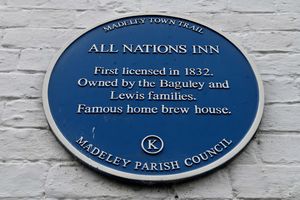 MADELEY TOWN TRAIL
ALL NATIONS INN
First licensed in 1832.
Owned by the Baguley and
Lewis families.
Famous home brew house.
K
MADELEY PARISH COUNCIL